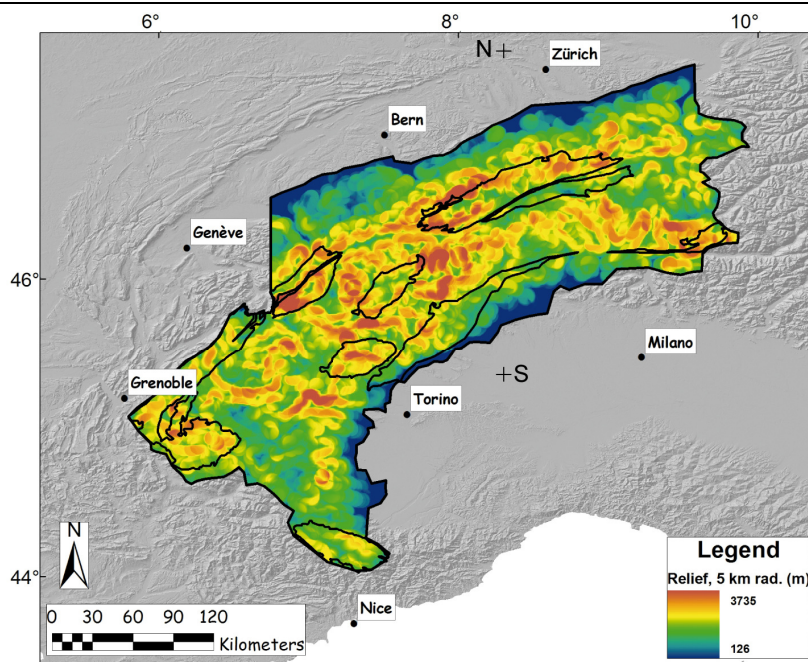 6°
8°
10°
N+
Zürich
Bern
Genève
46°
Milano
+S
Grenoble
Torino
N
44°
Legend
Relief, 5 km rad. (m)
3735
126
Nice
0 30 60 90 120
Kilometers